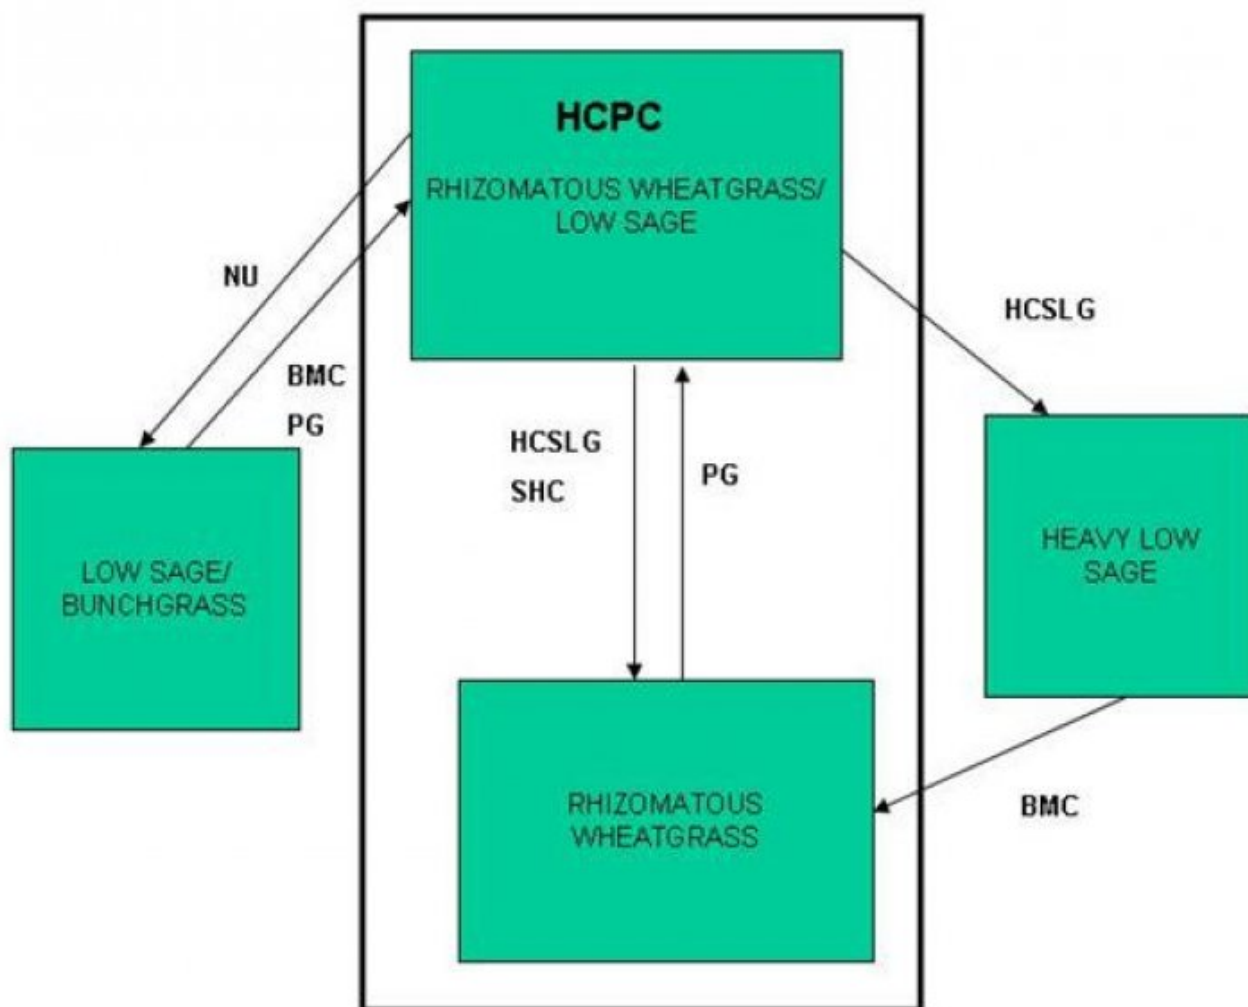 HCPC
RHIZOMATOUS WHEATGRASS/
LOW SAGE
NU
HCSLG
BMC
PG
HCSLG
SHC
PG
LOW SAGE/
BUNCHGRASS
HEAVY LOW
SAGE
RHIZOMATOUS
WHEATGRASS
BMC